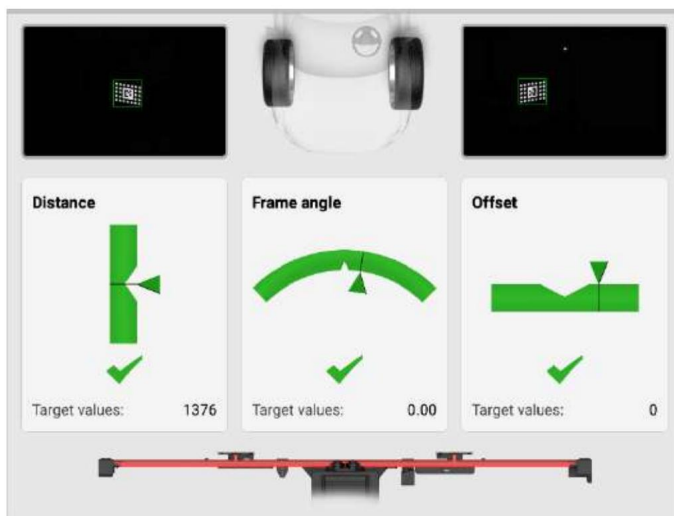 Distance
Frame angle
Offset
Target values: 1376
Target values: 0.00
Target values: 0